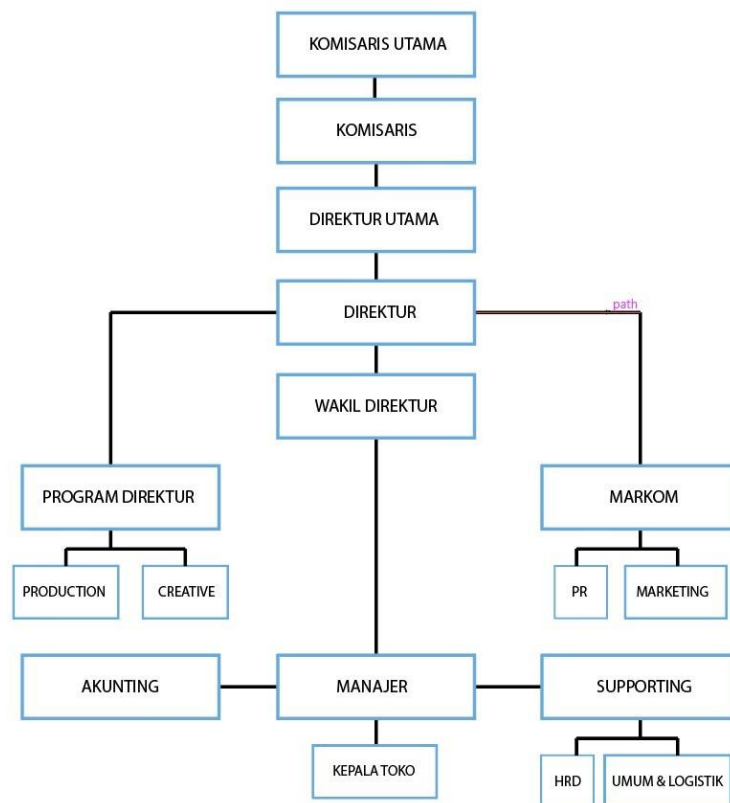 KOMISARIS UTAMA
KOMISARIS
DIREKTUR UTAMA
DIREKTUR
path
WAKIL DIREKTUR
PROGRAM DIREKTUR
MARKOM
PRODUCTION
CREATIVE
PR
MARKETING
AKUNTING
MANAJER
SUPPORTING
KEPALA TOKO
HRD
UMUM & LOGISTIK